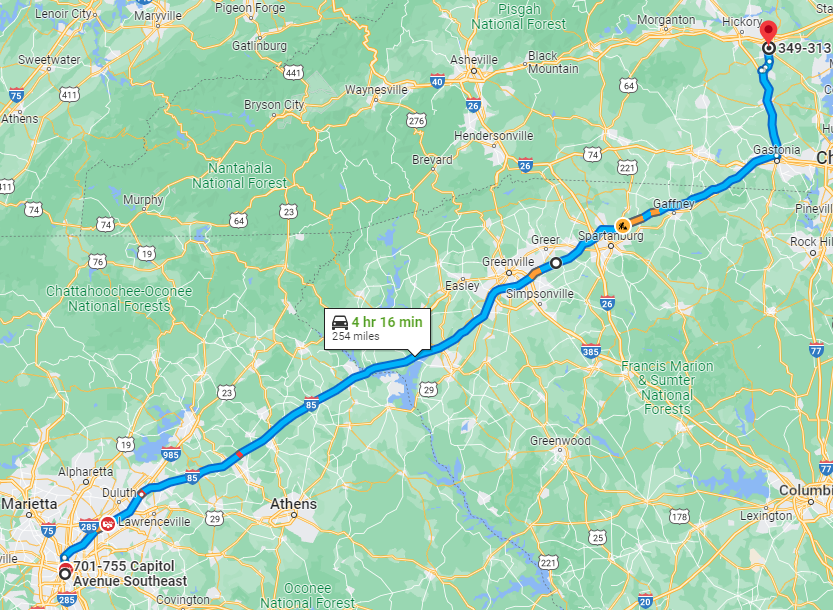 Lenoir City
Pigeon Forge
Maryville
Pisgah
National Forest
Morganton
Hickory
Sweetwater
Gatlinburg
349-313
Asheville
Black
Mountain
441
40
64
75
411
Waynesville
26
Athens
Bryson City
276
Hendersonville
Gastonia
Ch
Brevard
26
74
221
411
Nantahala
National Forest
74
Murphy
64
23
Gaffney
Pineville
74
19
Spartanburg
Greer
Rock Hi
76
Greenville
Chattahoochee-Oconee
National Forests
Easley
Simpsonville
26
4 hr 16 min
254 miles
385
77
Francis Marion
& Sumter
National
Forests
23
29
85
19
985
Greenwood
Alpharetta
85
77
Duluth
Marietta
Athens
Columbi
285
Lawrenceville
29
178
Lexington
75
25
ville
701-755 Capitol
Avenue Southeast
221
285
Covington
Oconee
National Forest
20